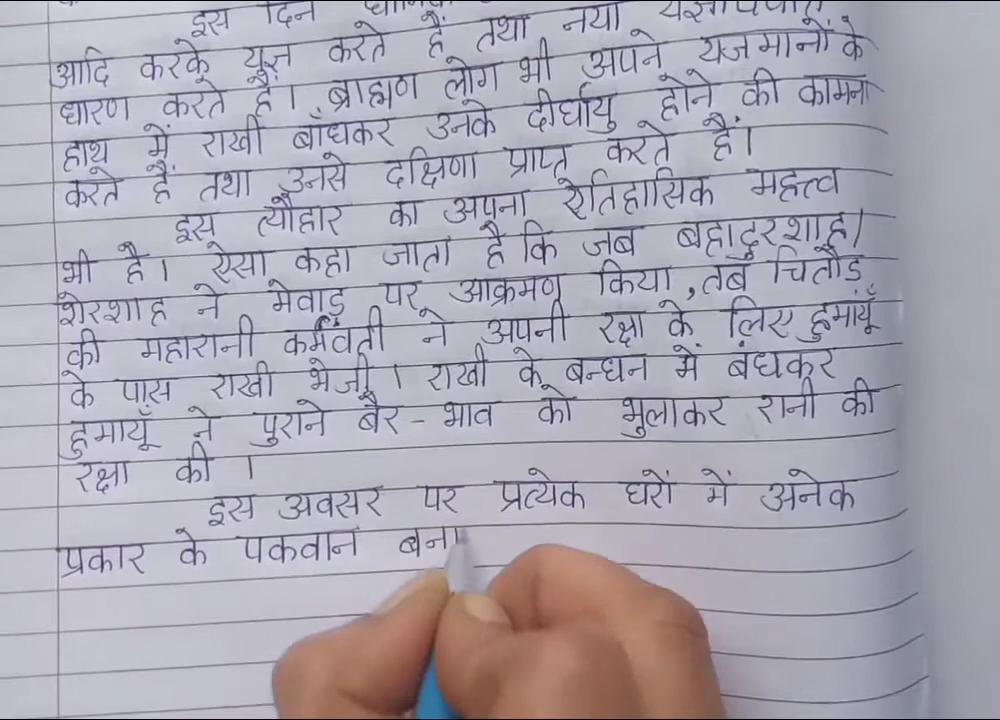 इस दिन
आदि करके यज्ञ करते हैं तथा नया
धारण करते है। ब्राह्मण लोग भी अपने यजमानों के
हाथ में राखी बाँधकर उनके दीर्घायु होने की कामना
करते हैं तथा उनसे दक्षिणा प्राप्त करते हैं।
इस त्यौहार का अपना ऐतिहासिक महत्व
भी है। ऐसा कहा जाता है कि जब बहादुरशाह।
शेरशाह ने मेवाड़ पर आक्रमण किया, तब चितौड़
की महारानी कर्मवती ने अपनी रक्षा के लिए हुमायूँ
के पास राखी भेजी। राखी के बन्धन में बंधकर
हुमायूँ ने पुराने बैर-भाव को भुलाकर रानी की
रक्षा की।
इस अवसर पर प्रत्येक घरों में अनेक
प्रकार के पकवान बना